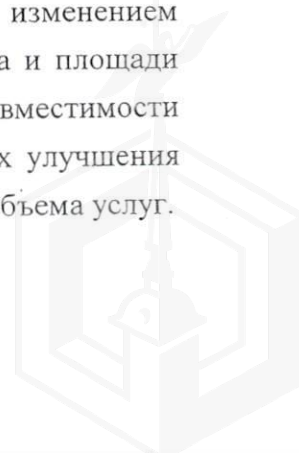 изменением
а и площади
вместимости
х улучшения
бъема услуг.